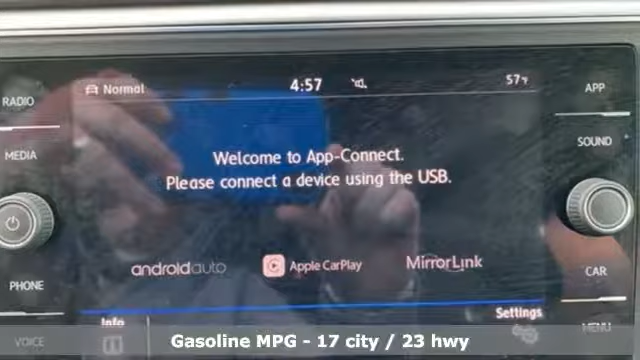 Normal 4:57 57°F
RADIO
APP
MEDIA
SOUND
Welcome to App-Connect.
Please connect a device using the USB.
androidauto Apple CarPlay MirrorLink
PHONE
CAR
Info
Settings
VOICE
MENU
Gasoline MPG - 17 city / 23 hwy